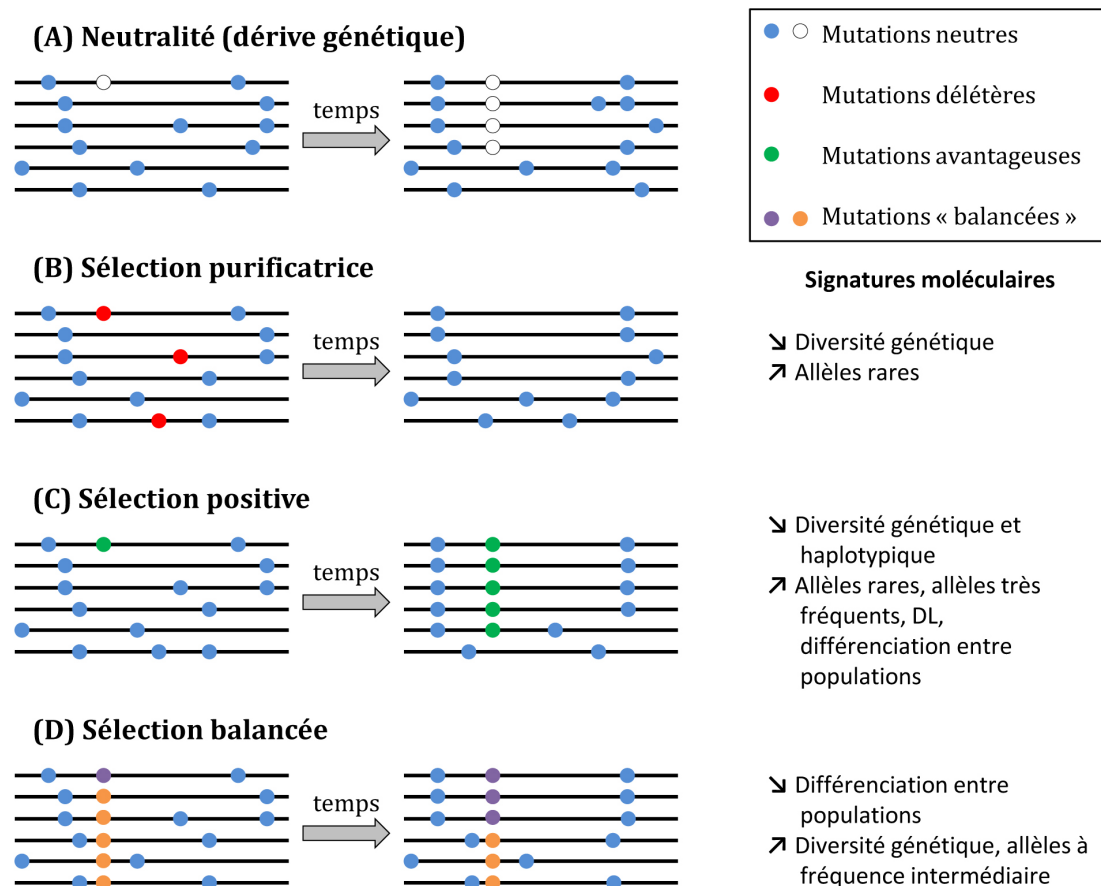 (A) Neutralité (dérive génétique)
temps
Mutations neutres
Mutations délétères
Mutations avantageuses
Mutations « balancées »
(B) Sélection purificatrice
temps
Signatures moléculaires
↘ Diversité génétique
↗ Allèles rares
(C) Sélection positive
temps
↘ Diversité génétique et
haplotypique
↗ Allèles rares, allèles très
fréquents, DL,
différenciation entre
populations
(D) Sélection balancée
temps
↘ Différenciation entre
populations
↗ Diversité génétique, allèles à
fréquence intermédiaire